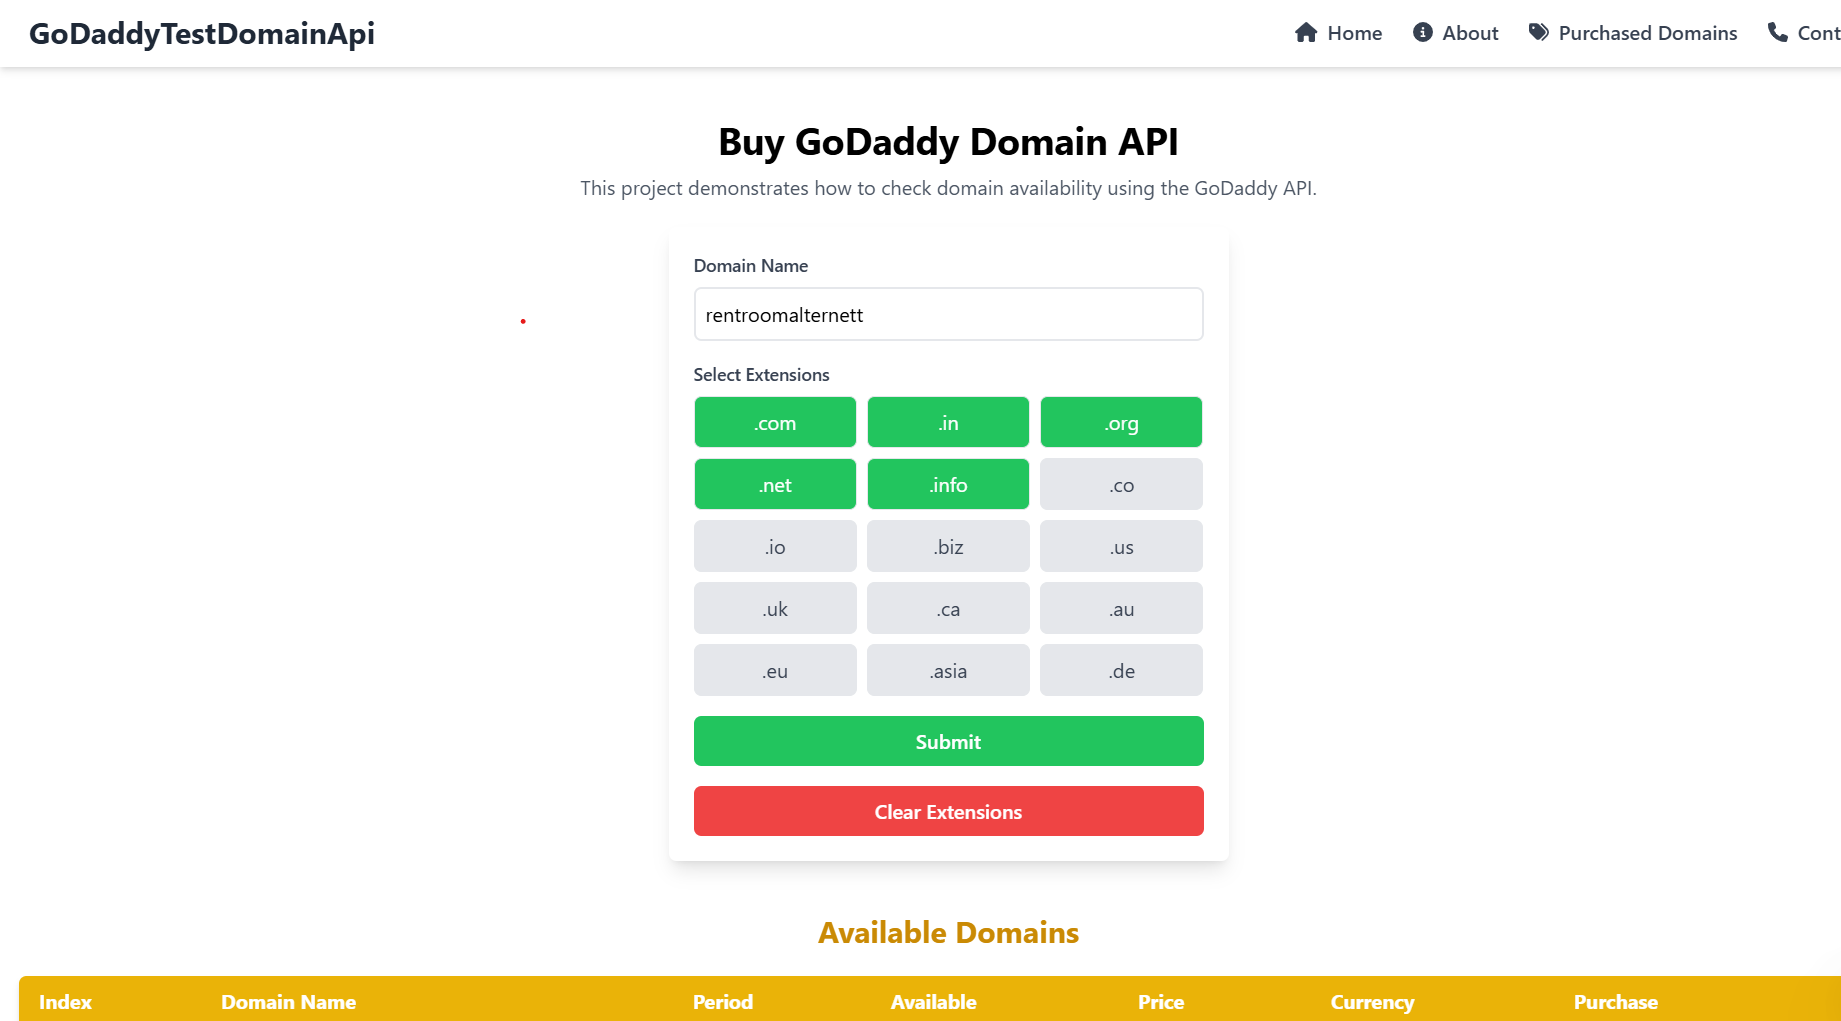 GoDaddyTestDomainApi
Home About Purchased Domains Cont
Buy GoDaddy Domain API
This project demonstrates how to check domain availability using the GoDaddy API.
Domain Name
rentroomalternett
Select Extensions
.com .in .org
.net .info .co
.io .biz .us
.uk .ca .au
.eu .asia .de
Submit
Clear Extensions
Available Domains
Index Domain Name Period Available Price Currency Purchase